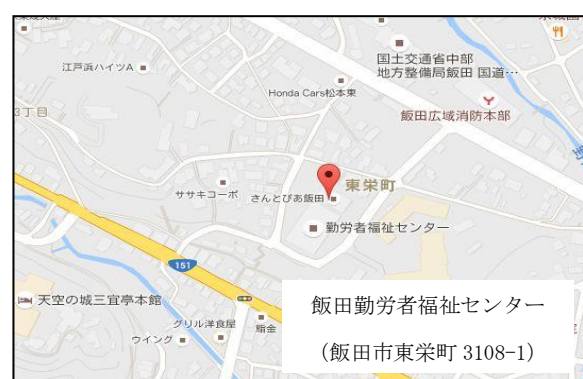 江戸浜ハイツA
国土交通省中部
地方整備局飯田 国道…
Honda Cars松本東
飯田広域消防本部
3丁目
東栄町
ササキコーポ
さんとぴあ飯田
勤労者福祉センター
151
天空の城三宜亭本館
グリル洋食屋
ウイング
鮨金
飯田勤労者福祉センター
（飯田市東栄町 3108-1）